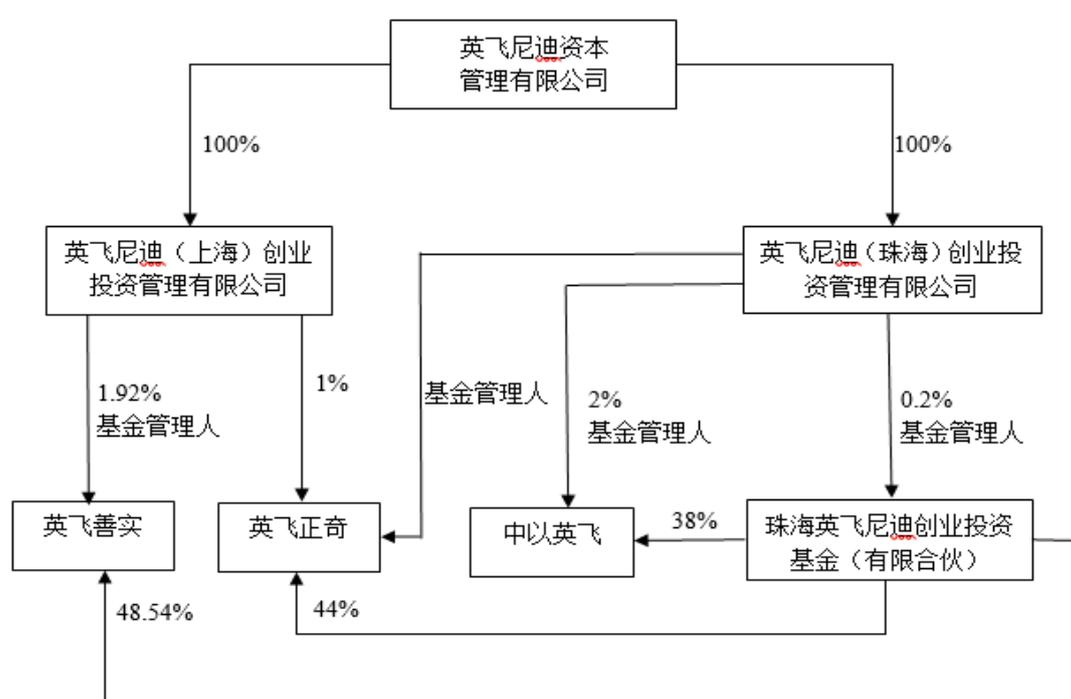 英飞尼迪资本
管理有限公司
100%
100%
英飞尼迪（上海）创业
投资管理有限公司
英飞尼迪（珠海）创业投
资管理有限公司
1.92%
基金管理人
1%
基金管理人
2%
基金管理人
0.2%
基金管理人
英飞善实
英飞正奇
中以英飞
38%
珠海英飞尼迪创业投资
基金（有限合伙）
48.54%
44%